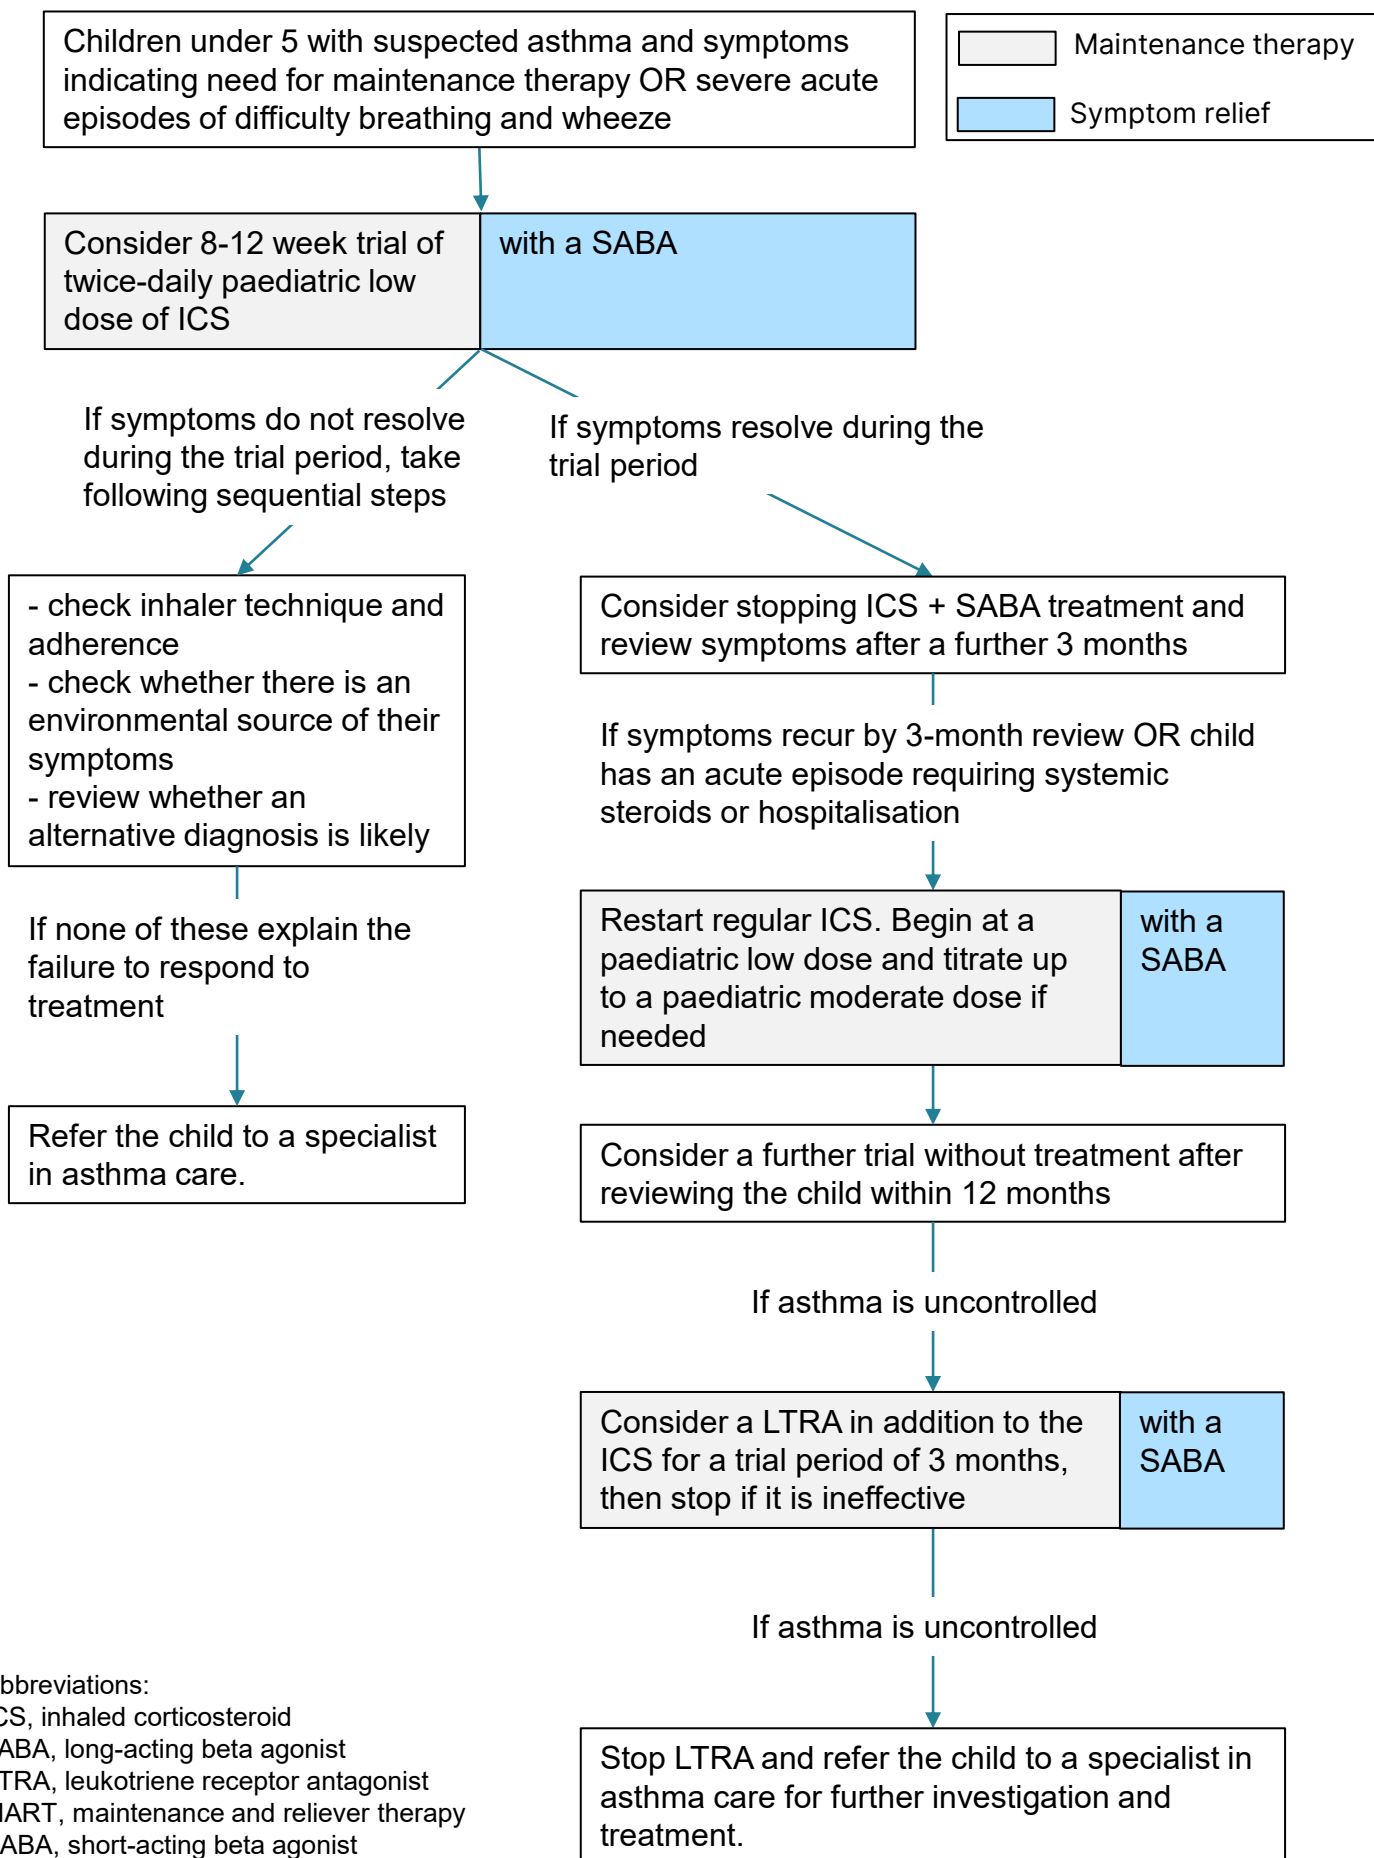 Children under 5 with suspected asthma and symptoms
indicating need for maintenance therapy OR severe acute
episodes of difficulty breathing and wheeze
Maintenance therapy
Symptom relief
Consider 8-12 week trial of
twice-daily paediatric low
dose of ICS
with a SABA
If symptoms do not resolve
during the trial period, take
following sequential steps
If symptoms resolve during the
trial period
- check inhaler technique and
adherence
- check whether there is an
environmental source of their
symptoms
- review whether an
alternative diagnosis is likely
If none of these explain the
failure to respond to
treatment
Refer the child to a specialist
in asthma care.
Consider stopping ICS + SABA treatment and
review symptoms after a further 3 months
If symptoms recur by 3-month review OR child
has an acute episode requiring systemic
steroids or hospitalisation
Restart regular ICS. Begin at a
paediatric low dose and titrate up
to a paediatric moderate dose if
needed
with a
SABA
Consider a further trial without treatment after
reviewing the child within 12 months
If asthma is uncontrolled
Consider a LTRA in addition to the
ICS for a trial period of 3 months,
then stop if it is ineffective
with a
SABA
If asthma is uncontrolled
Stop LTRA and refer the child to a specialist in
asthma care for further investigation and
treatment.
bbreviations:
CS, inhaled corticosteroid
ABA, long-acting beta agonist
TRA, leukotriene receptor antagonist
MART, maintenance and reliever therapy
ABA, short-acting beta agonist